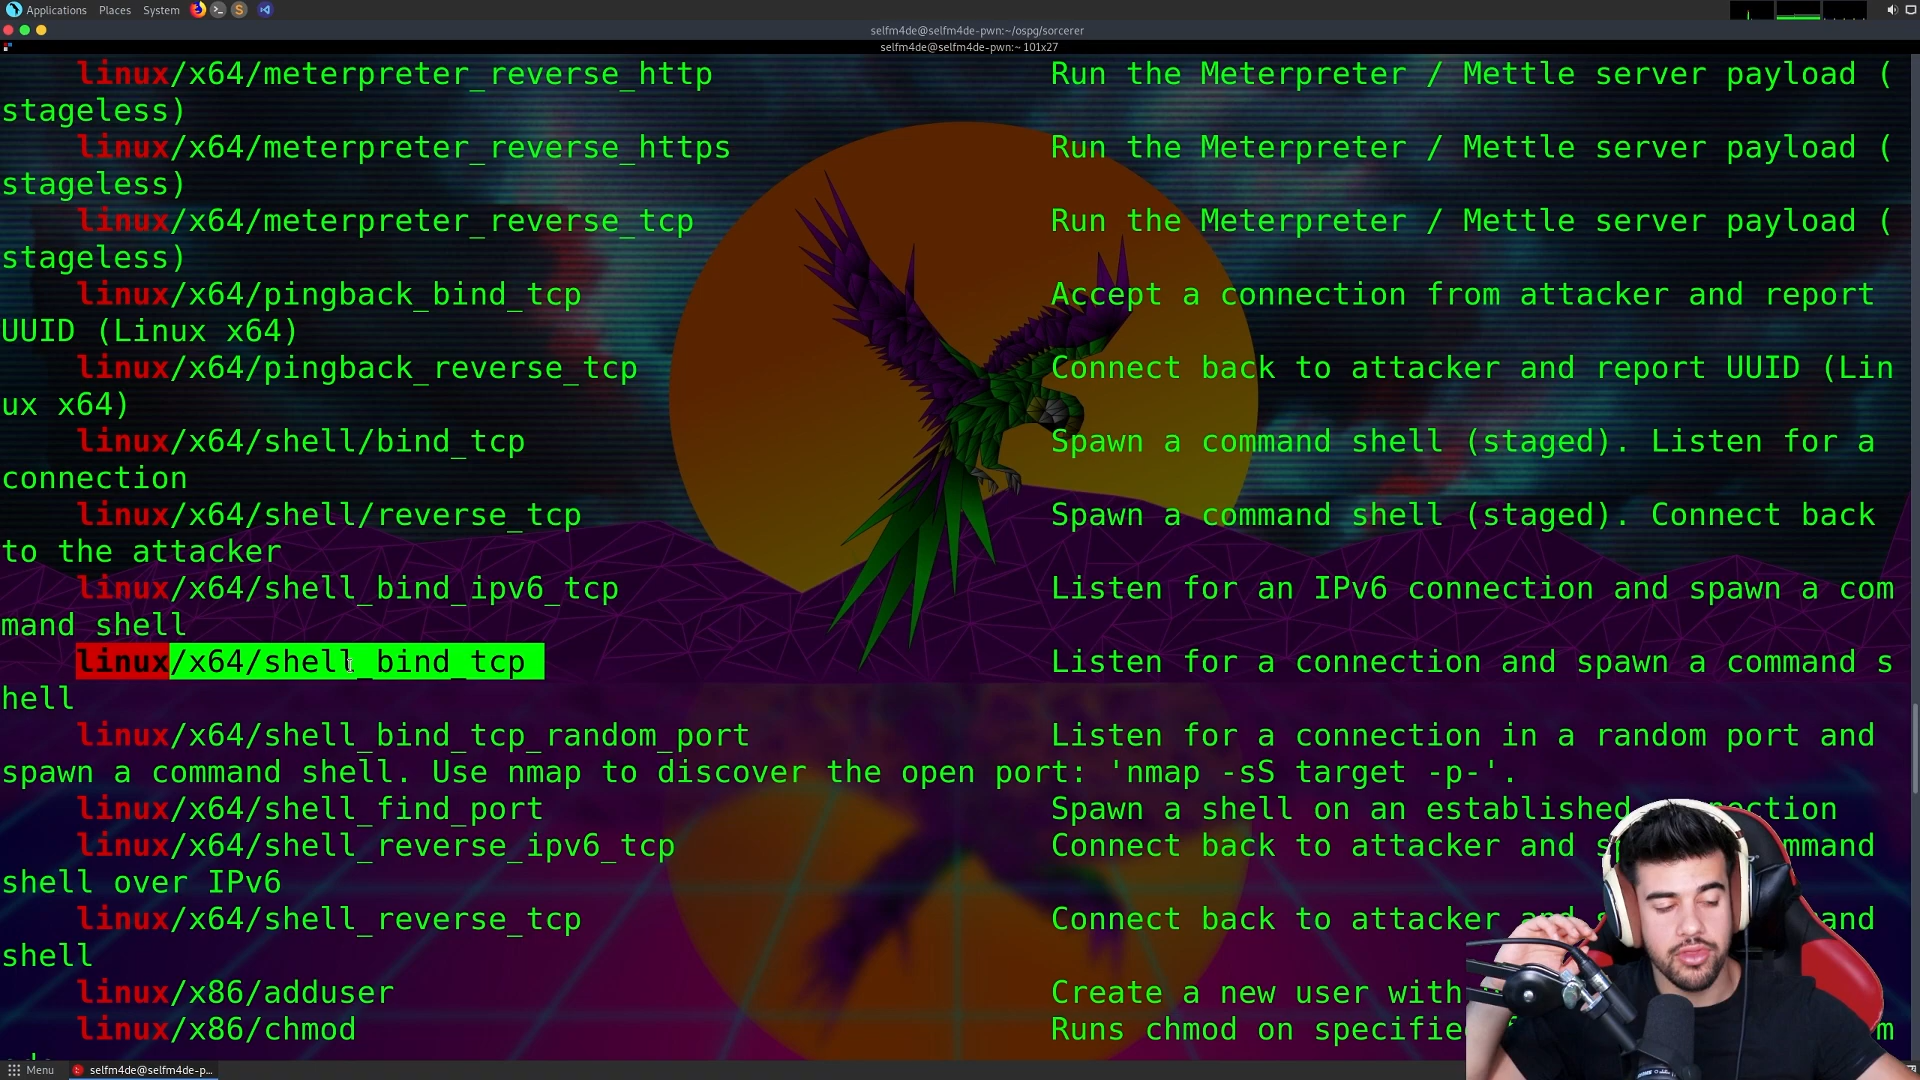 Applications Places System
selfm4de@selfm4de-pwn:~/ospg/sorcerer
selfm4de@selfm4de-pwn:~ 101x27
linux/x64/meterpreter_reverse_http Run the Meterpreter / Mettle server payload (
stageless)
linux/x64/meterpreter_reverse_https Run the Meterpreter / Mettle server payload (
stageless)
linux/x64/meterpreter_reverse_tcp Run the Meterpreter / Mettle server payload (
stageless)
linux/x64/pingback_bind_tcp Accept a connection from attacker and report
UUID (Linux x64)
linux/x64/pingback_reverse_tcp Connect back to attacker and report UUID (Lin
ux x64)
linux/x64/shell/bind_tcp Spawn a command shell (staged). Listen for a
connection
linux/x64/shell/reverse_tcp Spawn a command shell (staged). Connect back
to the attacker
linux/x64/shell_bind_ipv6_tcp Listen for an IPv6 connection and spawn a com
mand shell
linux/x64/shell_bind_tcp Listen for a connection and spawn a command s
hell
linux/x64/shell_bind_tcp_random_port Listen for a connection in a random port and
spawn a command shell. Use nmap to discover the open port: 'nmap -sS target -p-'.
linux/x64/shell_find_port Spawn a shell on an established
linux/x64/shell_reverse_ipv6_tcp Connect back to attacker and
shell over IPv6
linux/x64/shell_reverse_tcp Connect back to attacker
shell
linux/x86/adduser Create a new user with
linux/x86/chmod Runs chmod on specified
Menu selfm4de@selfm4de-p...